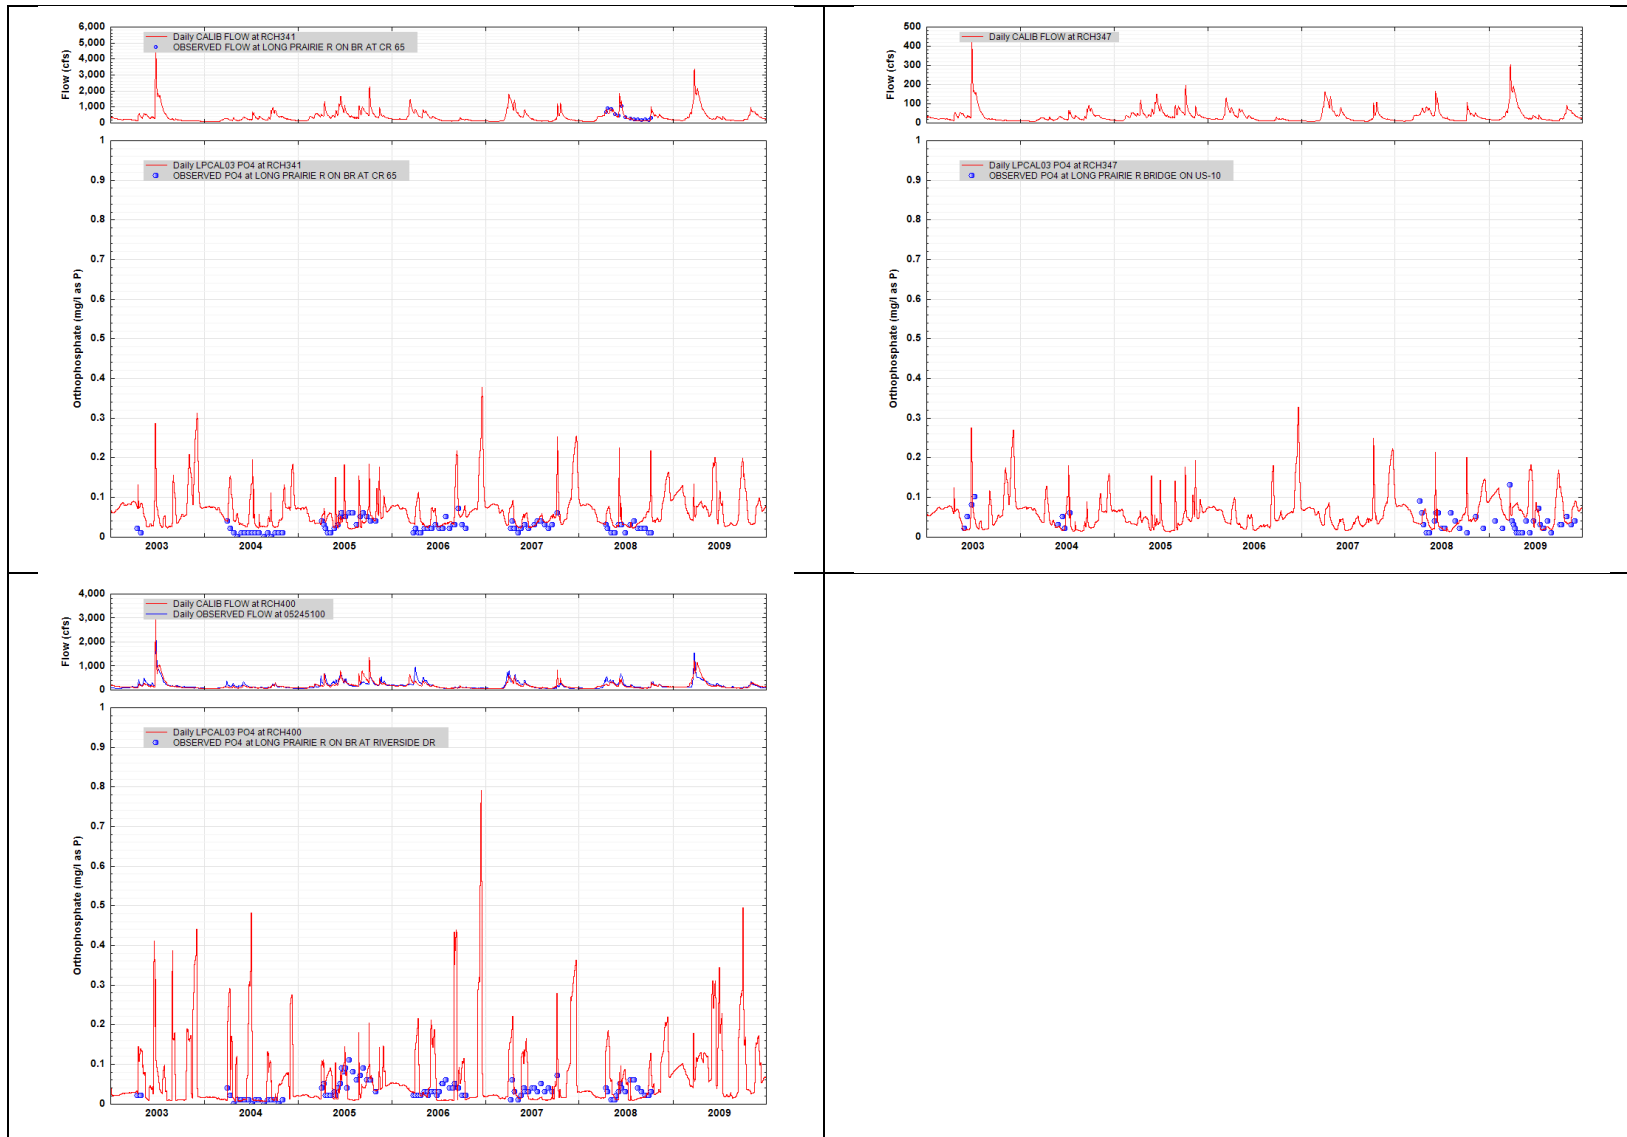 6,000
5,000
4,000
3,000
2,000
1,000
0
Flow (cfs)
Daily CALIB FLOW at RCH341
OBSERVED FLOW at LONG PRAIRIE R ON BR AT CR 65
1
0.9
0.8
0.7
0.6
0.5
0.4
0.3
0.2
0.1
0
Orthophosphate (mg/l as P)
Daily LPCAL03 PO4 at RCH341
OBSERVED PO4 at LONG PRAIRIE R ON BR AT CR 65
2003 2004 2005 2006 2007 2008 2009
500
400
300
200
100
0
Flow (cfs)
Daily CALIB FLOW at RCH347
1
0.9
0.8
0.7
0.6
0.5
0.4
0.3
0.2
0.1
0
Orthophosphate (mg/l as P)
Daily LPCAL03 PO4 at RCH347
OBSERVED PO4 at LONG PRAIRIE R BRIDGE ON US-10
2003 2004 2005 2006 2007 2008 2009
4,000
3,000
2,000
1,000
0
Flow (cfs)
Daily CALIB FLOW at RCH400
Daily OBSERVED FLOW at 05245100
1
0.9
0.8
0.7
0.6
0.5
0.4
0.3
0.2
0.1
0
Orthophosphate (mg/l as P)
Daily LPCAL03 PO4 at RCH400
OBSERVED PO4 at LONG PRAIRIE R ON BR AT RIVERSIDE DR
2003 2004 2005 2006 2007 2008 2009